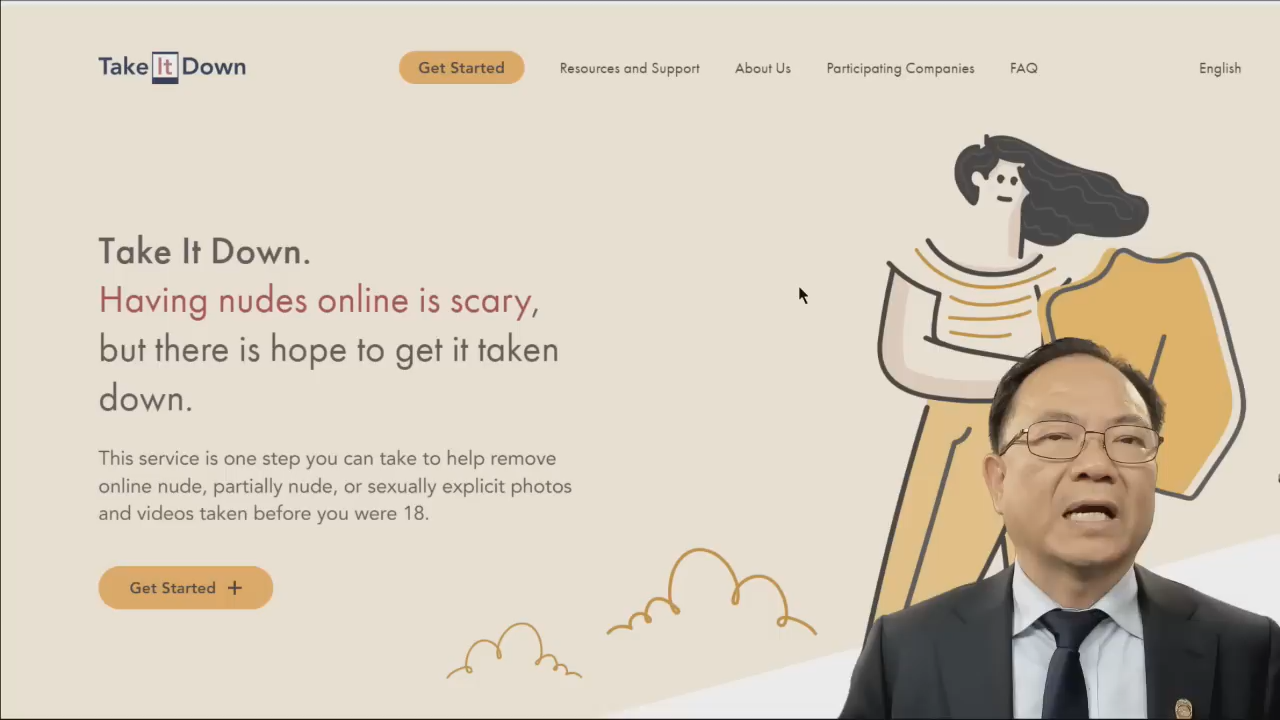 Take It Down
Get Started
Resources and Support
About Us
Participating Companies
FAQ
English
Take It Down.
Having nudes online is scary,
but there is hope to get it taken
down.
This service is one step you can take to help remove
online nude, partially nude, or sexually explicit photos
and videos taken before you were 18.
Get Started +